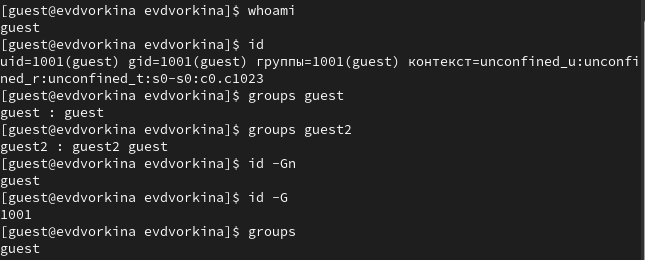 [guest@evdvorkina evdvorkina]$ whoami
guest
[guest@evdvorkina evdvorkina]$ id
uid=1001(guest) gid=1001(guest) группы=1001(guest) контекст=unconfined_u:unconfi
ned_r:unconfined_t:s0-s0:c0.c1023
[guest@evdvorkina evdvorkina]$ groups guest
guest : guest
[guest@evdvorkina evdvorkina]$ groups guest2
guest2 : guest2 guest
[guest@evdvorkina evdvorkina]$ id -Gn
guest
[guest@evdvorkina evdvorkina]$ id -G
1001
[guest@evdvorkina evdvorkina]$ groups
guest